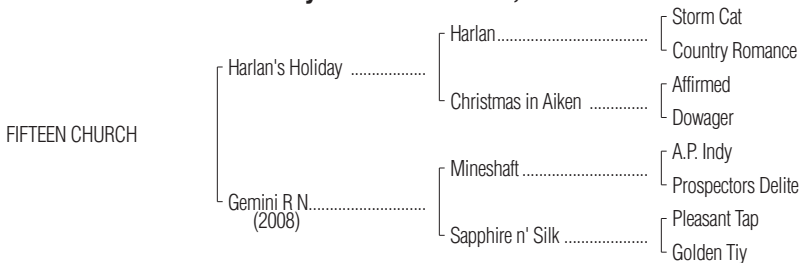 Storm Cat
Harlan..................................
Country Romance
Harlan's Holiday ..................
Affirmed
Christmas in Aiken ..............
Dowager
FIFTEEN CHURCH
A.P. Indy
Mineshaft ..............................
Prospectors Delite
Gemini R N............................
(2008)
Pleasant Tap
Sapphire n' Silk ....................
Golden Tiy